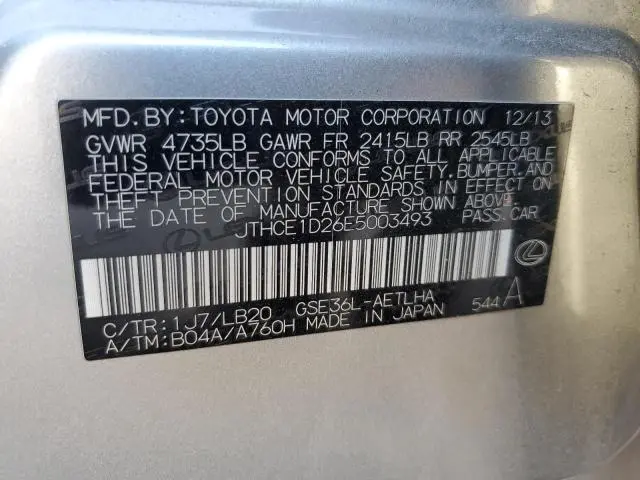 MFD.BY:TOYOTA MOTOR CORPORATION 12/13
GVWR 4735LB GAWR FR 2415LB RR 2545LB
THIS VEHICLE CONFORMS TO ALL APPLICABLE
FEDERAL MOTOR VEHICLE SAFETY,BUMPER,AND
THEFT PREVENTION STANDARDS IN EFFECT ON
THE DATE OF MANUFACTURE SHOWN ABOVE.
JTHCE1D26E5003493 PASS.CAR
C/TR:1J7/LB20 GSE36L-AETLHA
A/TM:B04A/A760H MADE IN JAPAN 544 A